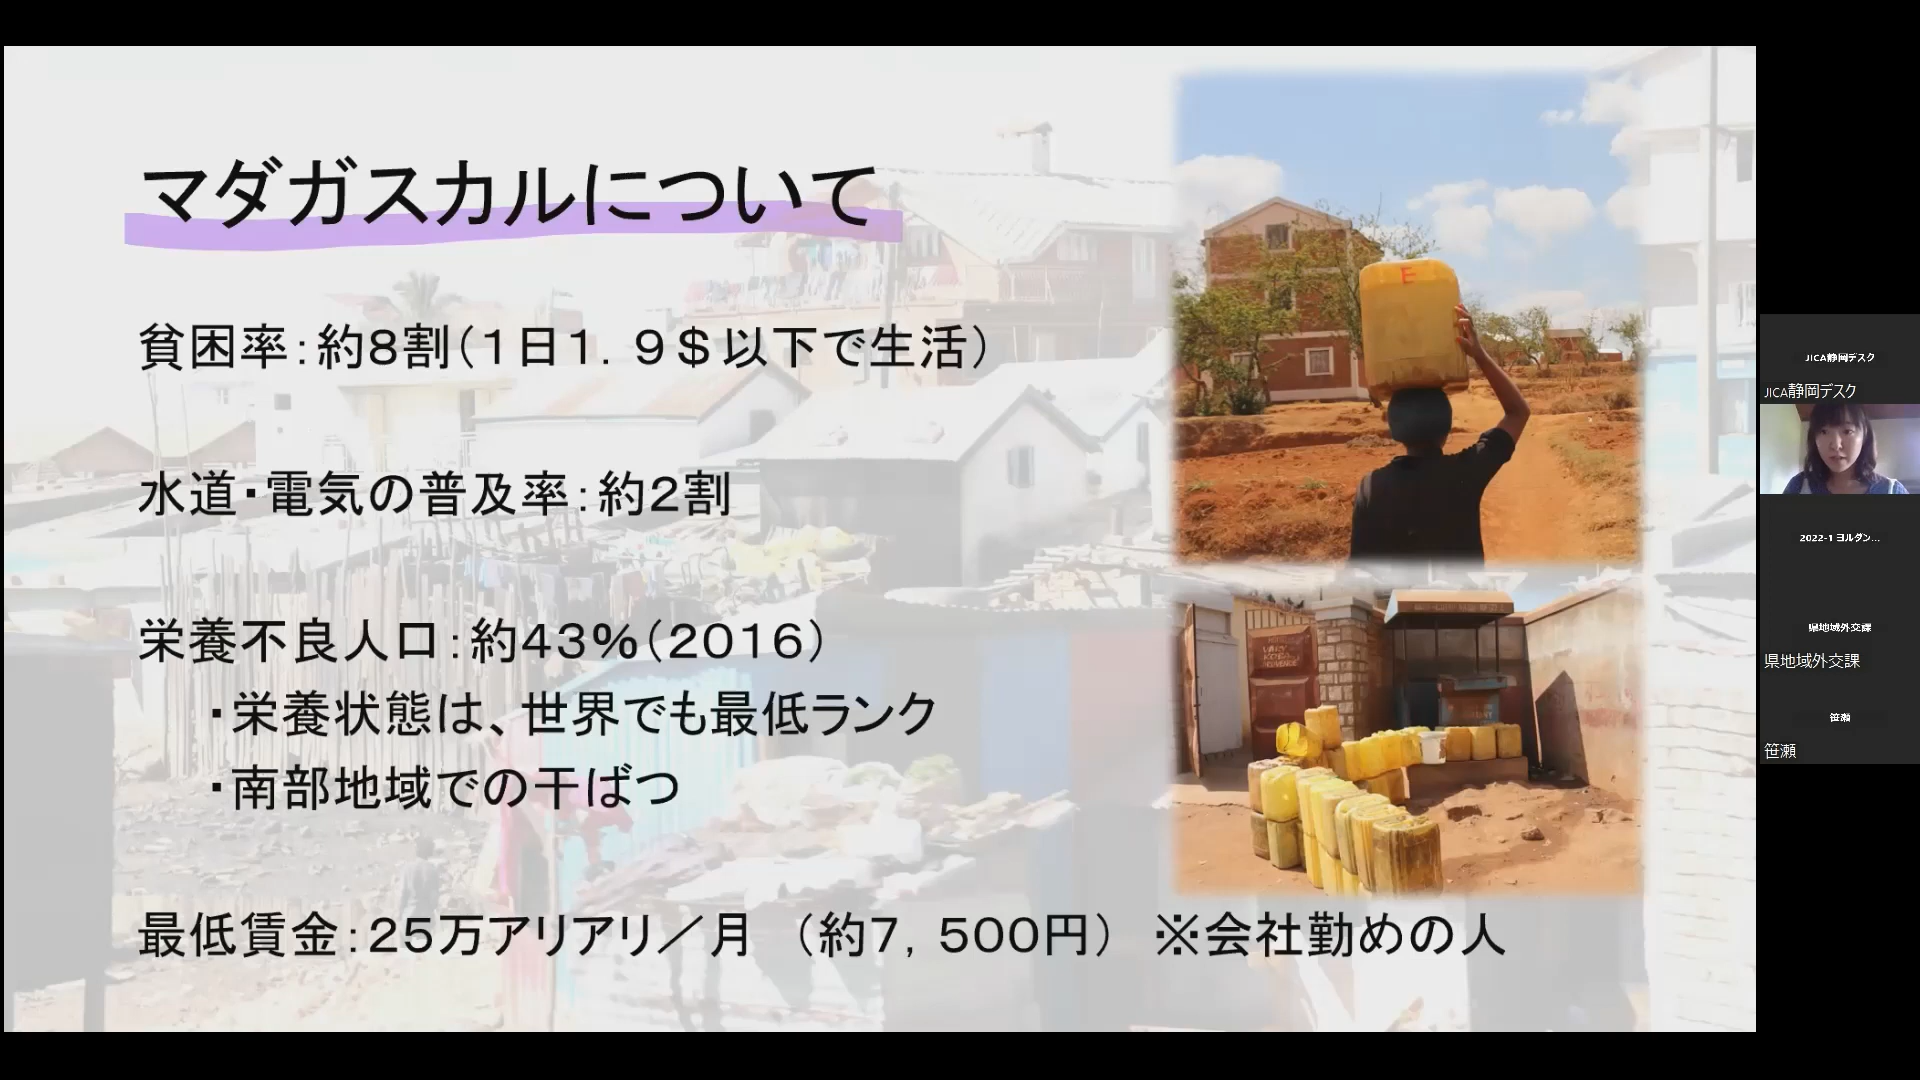 マダガスカルについて
貧困率：約８割（１日１．９＄以下で生活）
水道・電気の普及率：約２割
栄養不良人口：約４３％（２０１６）
・栄養状態は、世界でも最低ランク
・南部地域での干ばつ
最低賃金：２５万アリアリ／月　（約７，５００円）　※会社勤めの人
E
JICA静岡デスク
JICA静岡デスク
2022-1 ヨルダン...
県地域外交課
県地域外交課
笹瀬
笹瀬